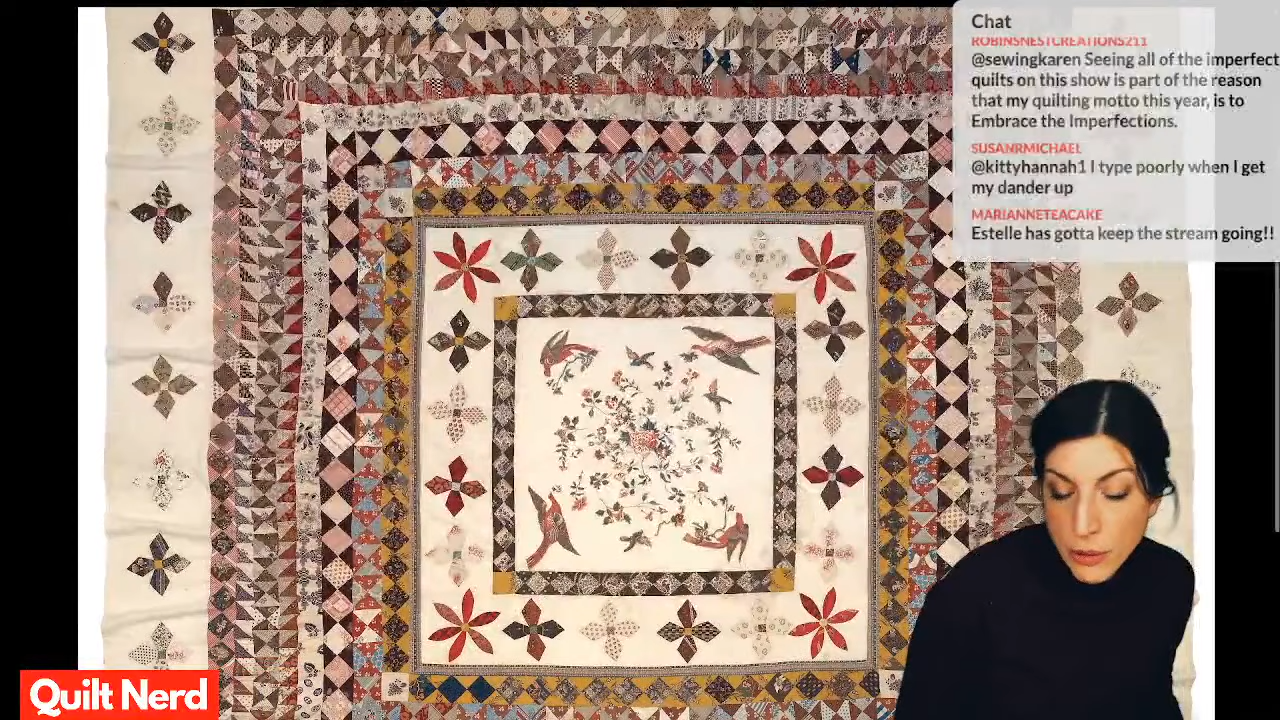 Chat
ROBINSNESTCREATIONS211
@sewingkaren Seeing all of the imperfect
quilts on this show is part of the reason
that my quilting motto this year, is to
Embrace the Imperfections.
SUSANRMICHAEL
@kittyhannah1 I type poorly when I get
my dander up
MARIANNETEACAKE
Estelle has gotta keep the stream going!!
Quilt Nerd